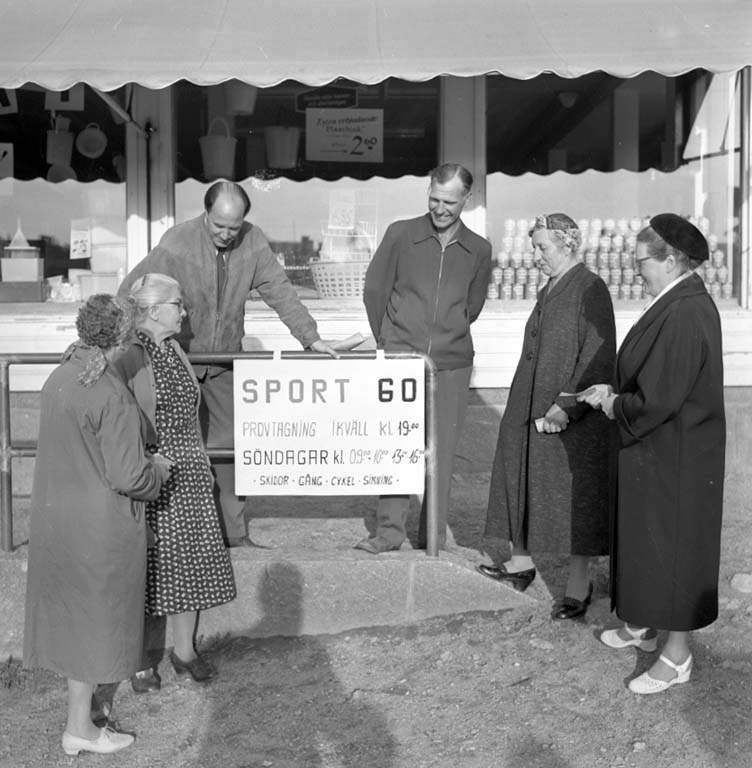 2 60
SPORT 60
PROVTAGNING IKVÄLL kl. 19.00
SÖNDAGAR kl. 09.00-10.00 13.00-16.00
· SKIDOR · GÅNG · CYKEL · SIMNING ·